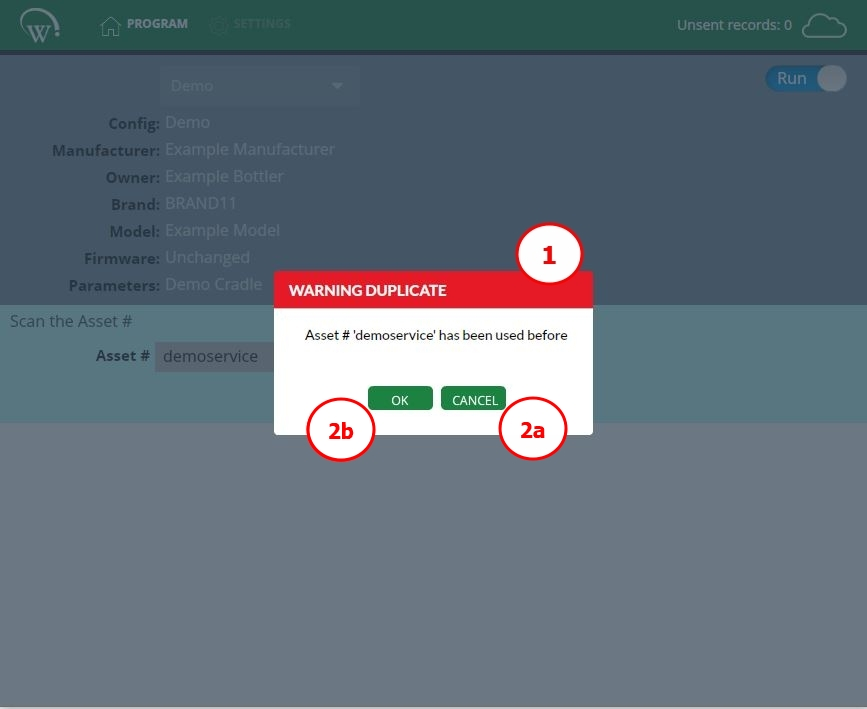 W
PROGRAM
SETTINGS
Unsent records: 0
Demo
Run
Config: Demo
Manufacturer: Example Manufacturer
Owner: Example Bottler
Brand: BRAND11
Model: Example Model
Firmware: Unchanged
Parameters: Demo Cradle
1
WARNING DUPLICATE
Scan the Asset #
Asset # 'demoservice' has been used before
Asset # demoservice
OK
CANCEL
2b
2a